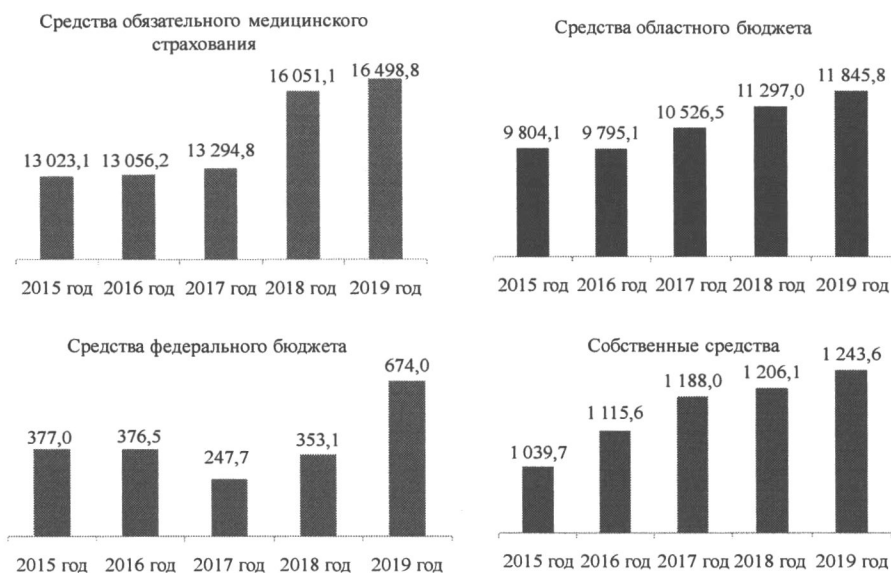 Средства обязательного медицинского
страхования
16 051,1 16 498,8
13 023,1 13 056,2 13 294,8
2015 год 2016 год 2017 год 2018 год 2019 год
Средства областного бюджета
11 845,8
11 297,0
10 526,5
9 804,1 9 795,1
2015 год 2016 год 2017 год 2018 год 2019 год
Средства федерального бюджета
674,0
377,0 376,5 353,1
247,7
2015 год 2016 год 2017 год 2018 год 2019 год
Собственные средства
1 243,6
1 188,0 1 206,1
1 115,6
1 039,7
2015 год 2016 год 2017 год 2018 год 2019 год